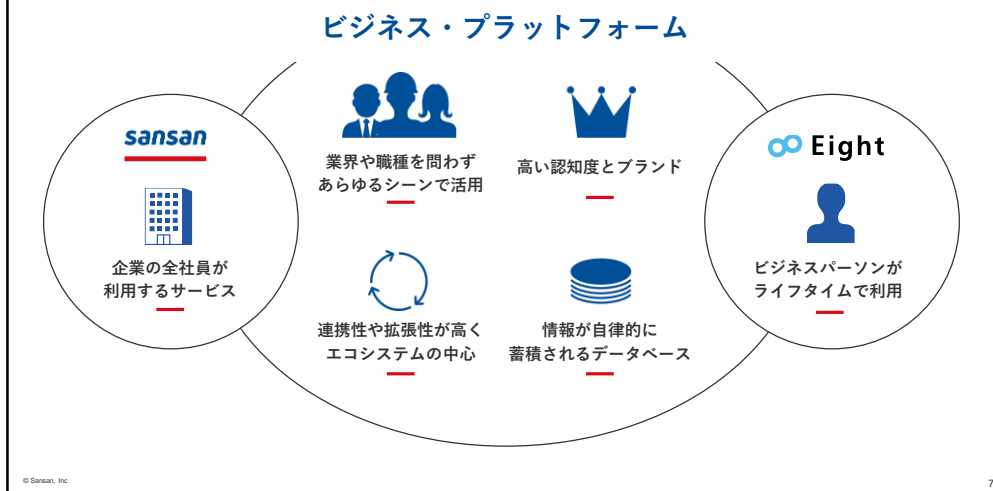 ビジネス・プラットフォーム
sansan
企業の全社員が
利用するサービス
業界や職種を問わず
あらゆるシーンで活用
高い認知度とブランド
連携性や拡張性が高く
エコシステムの中心
情報が自律的に
蓄積されるデータベース
Eight
ビジネスパーソンが
ライフタイムで利用
© Sansan, Inc
7